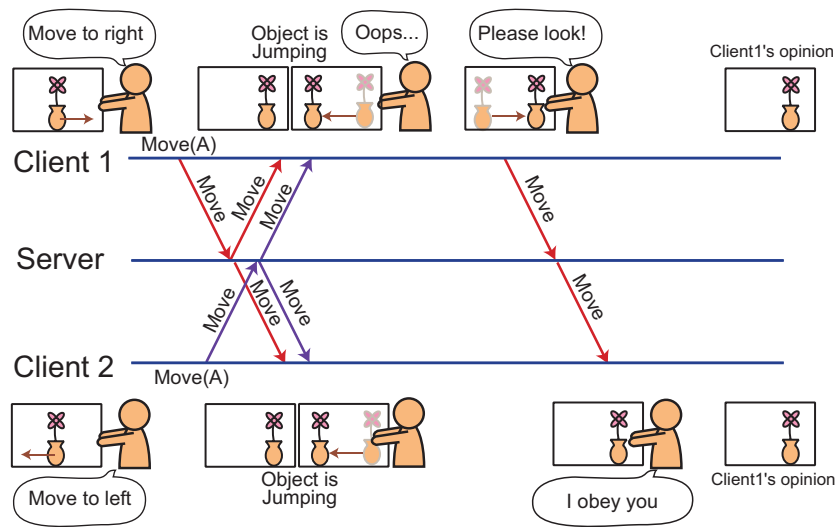 Move to right
Object is
Jumping
Oops...
Please look!
Client1's opinion
Move(A)
Client 1
Move
Move
Move
Move
Server
Move
Move
Move
Move
Client 2
Move(A)
Move to left
Object is
Jumping
I obey you
Client1's opinion